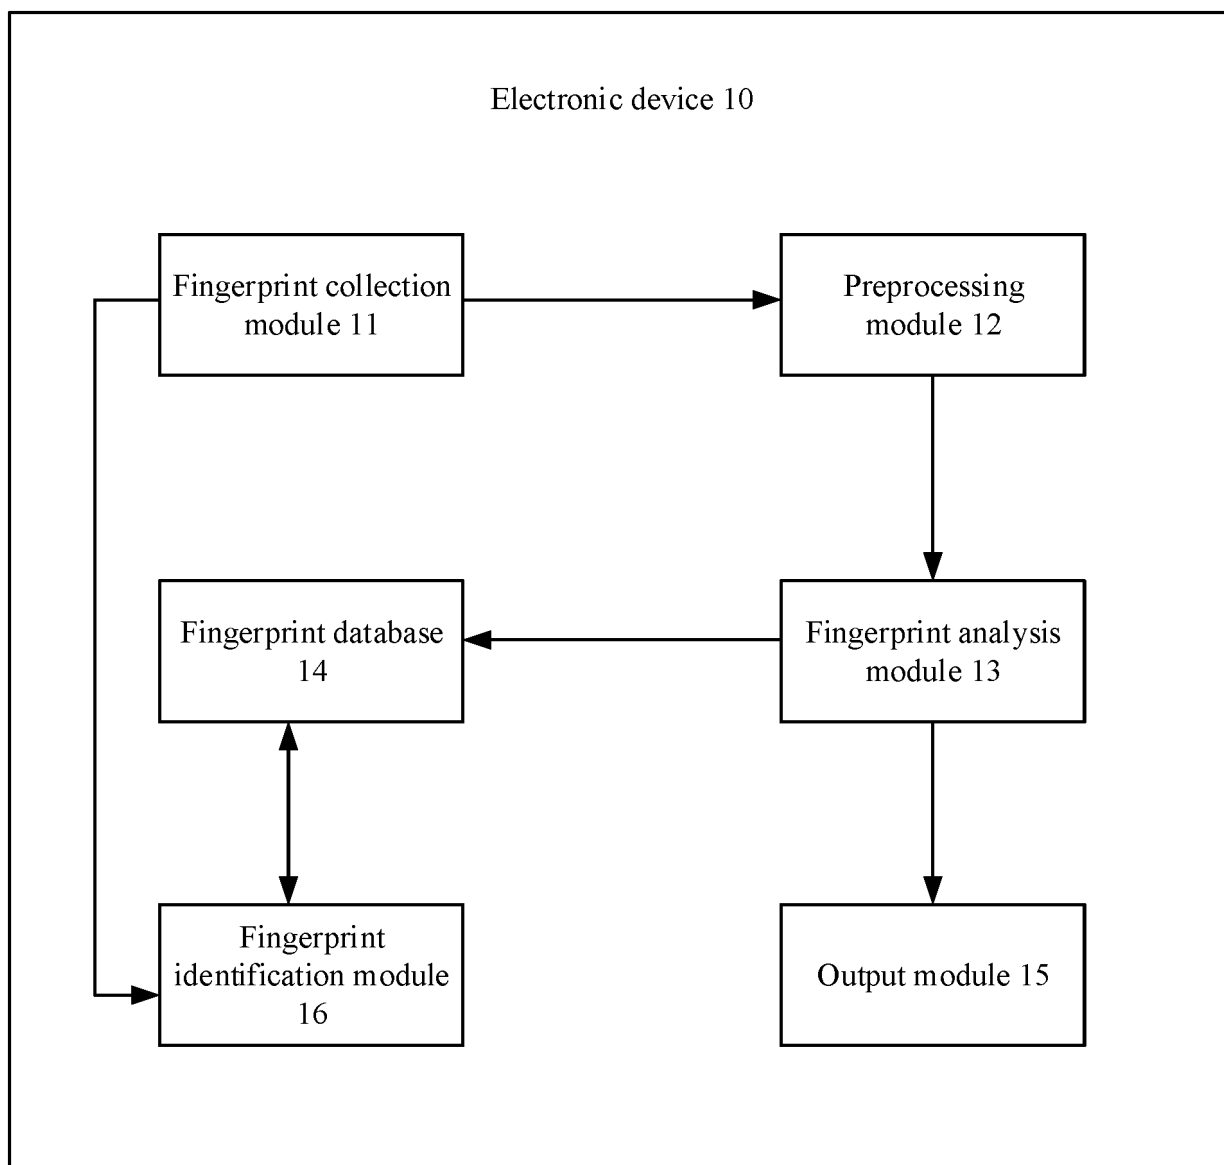 Electronic device 10
Fingerprint collection
module 11
Preprocessing
module 12
Fingerprint database
14
Fingerprint analysis
module 13
Fingerprint
identification module
16
Output module 15